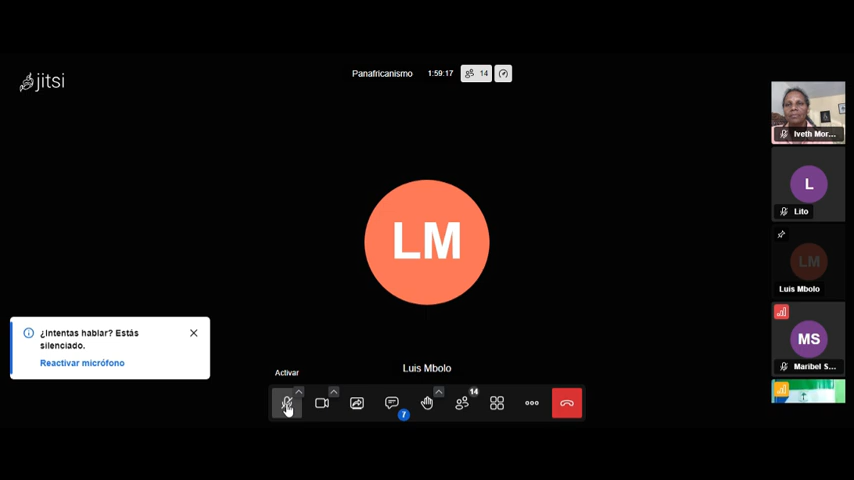 jitsi
Panafricanismo 1:59:17 14
Iveth Mor...
L
Lito
LM
LM
Luis Mbolo
¿Intentas hablar? Estás
silenciado.
Reactivar micrófono
MS
Maribel S...
Luis Mbolo
Activar
14
7